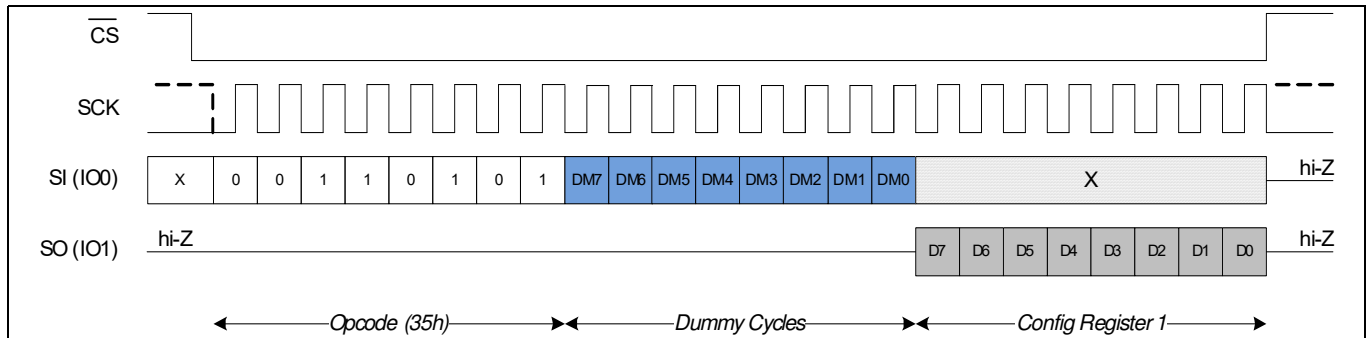 CS
SCK
SI (IO0) X 0 0 1 1 0 1 0 1 DM7 DM6 DM5 DM4 DM3 DM2 DM1 DM0 X hi-Z
SO (IO1) hi-Z D7 D6 D5 D4 D3 D2 D1 D0 hi-Z
Opcode (35h) Dummy Cycles Config Register 1